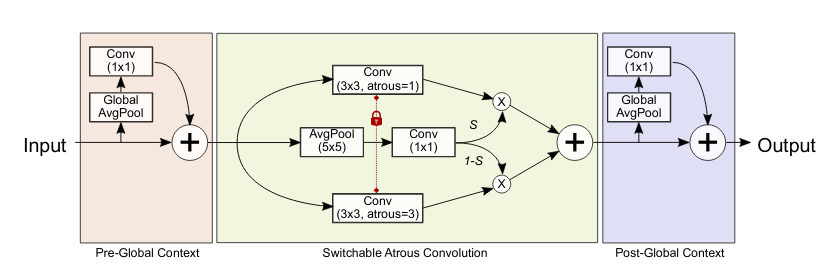 Input
Conv
(1x1)
Global
AvgPool
+
Pre-Global Context
Conv
(3x3, atrous=1)
AvgPool
(5x5)
Conv
(1x1)
S
1-S
X
X
Conv
(3x3, atrous=3)
+
Switchable Atrous Convolution
Conv
(1x1)
Global
AvgPool
+
Post-Global Context
Output